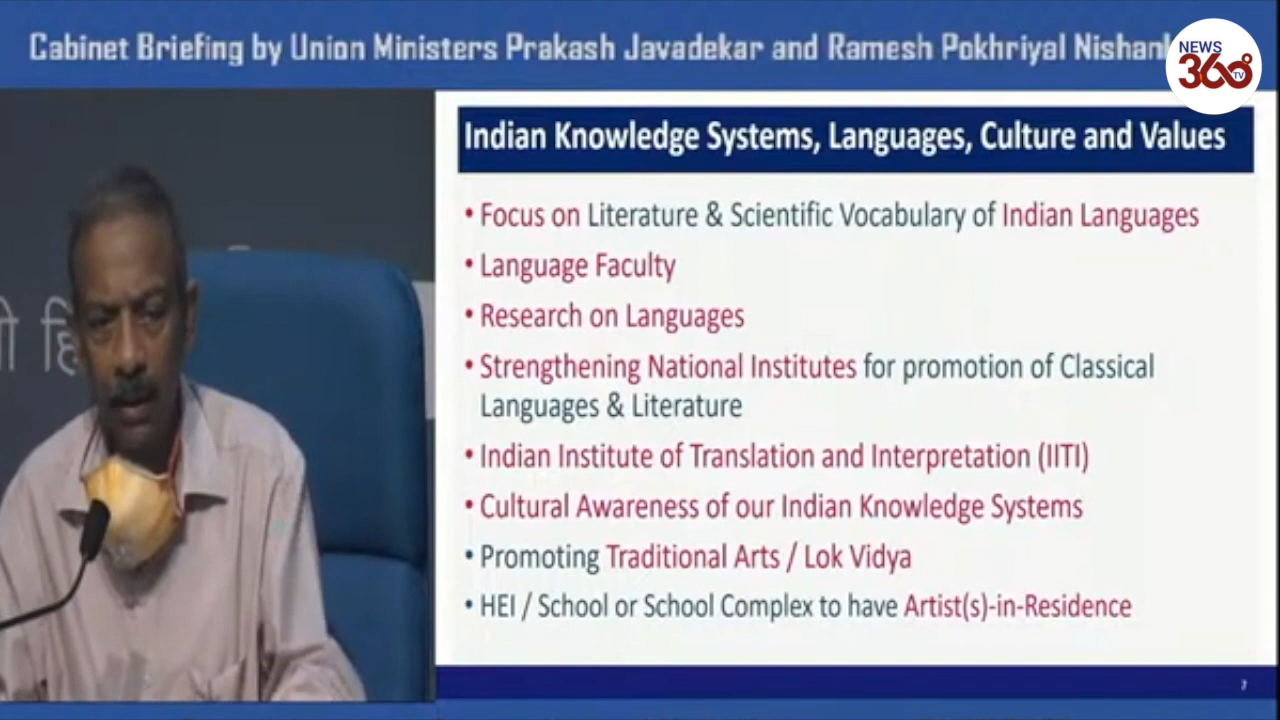 Cabinet Briefing by Union Ministers Prakash Javadekar and Ramesh Pokhriyal Nishank
NEWS
360
TV
Indian Knowledge Systems, Languages, Culture and Values
• Focus on Literature & Scientific Vocabulary of Indian Languages
• Language Faculty
• Research on Languages
• Strengthening National Institutes for promotion of Classical
Languages & Literature
• Indian Institute of Translation and Interpretation (IITI)
• Cultural Awareness of our Indian Knowledge Systems
• Promoting Traditional Arts / Lok Vidya
• HEI / School or School Complex to have Artist(s)-in-Residence
7